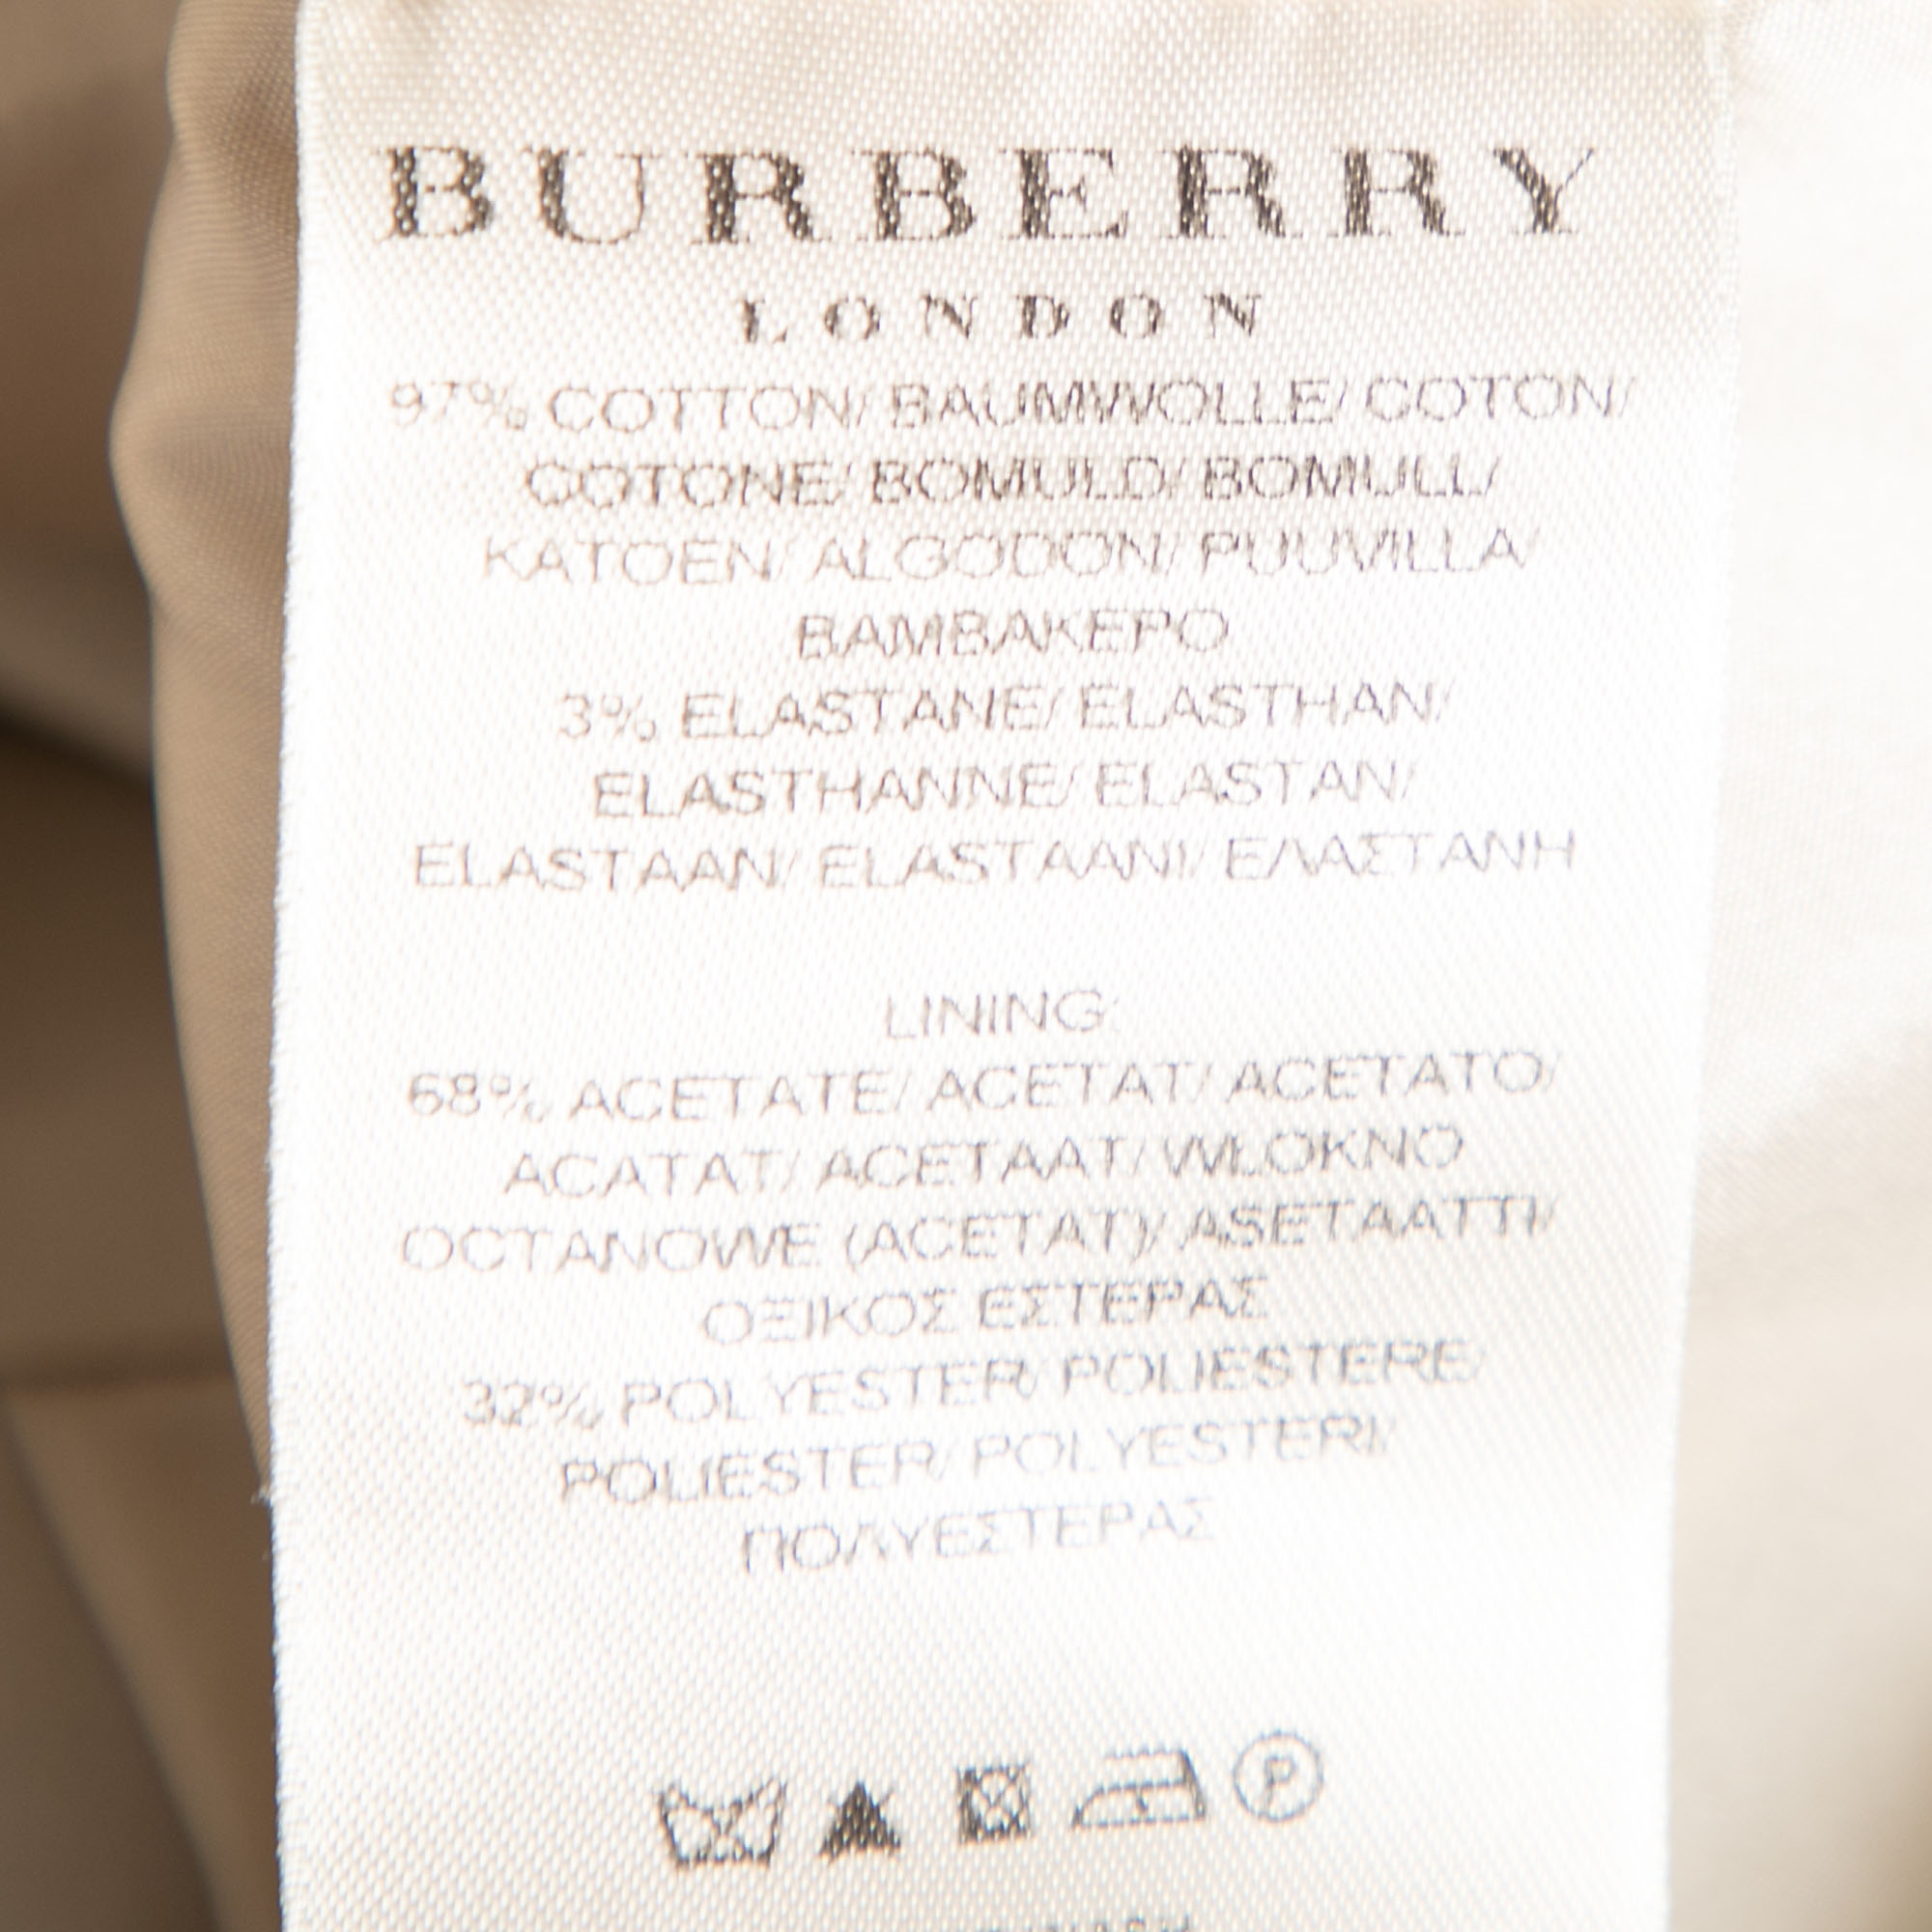 BURBERRY
LONDON
97% COTTON/ BAUMWOLLE/ COTON/
COTONE/ BOMULD/ BOMULL/
KATOEN/ ALGODON/ PUUVILLA/
ΒΑΜΒΑΚΕΡΟ
3% ELASTANE/ ELASTHAN/
ELASTHANNE/ ELASTAN/
ELASTAAN/ ELASTAANI/ ΕΛΑΣΤΑΝΗ
LINING:
68% ACETATE/ ACETAT/ ACETATO/
ACATAT/ ACETAAT/ WŁOKNO
OCTANOWE (ACETAT)/ ASETAATTI/
ΟΞΙΚΟΣ ΕΣΤΕΡΑΣ
32% POLYESTER/ POLIESTERE/
POLIESTER/ POLYESTERI/
ΠΟΛΥΕΣΤΕΡΑΣ
P